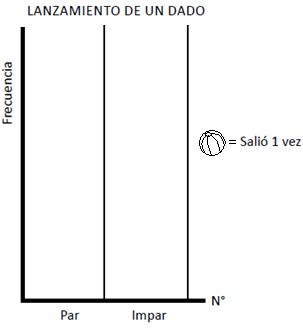 LANZAMIENTO DE UN DADO
Frecuencia
= Salió 1 vez
N°
Par
Impar